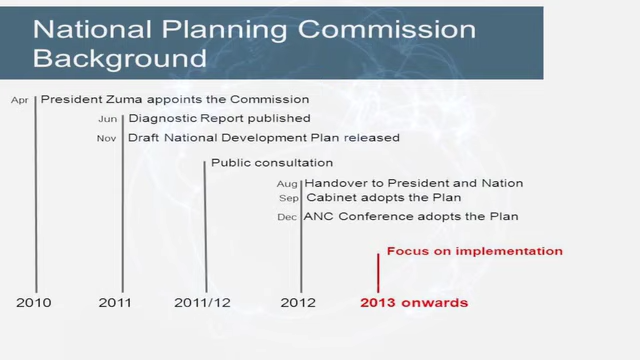 National Planning Commission
Background
Apr President Zuma appoints the Commission
Jun Diagnostic Report published
Nov Draft National Development Plan released
Public consultation
Aug Handover to President and Nation
Sep Cabinet adopts the Plan
Dec ANC Conference adopts the Plan
Focus on implementation
2010 2011 2011/12 2012 2013 onwards